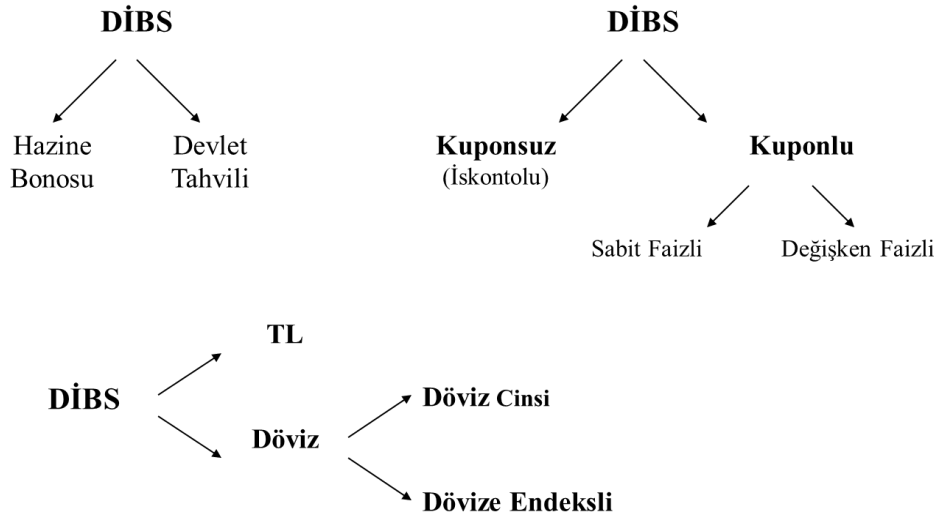 DİBS
Hazine
Bonosu
Devlet
Tahvili
DİBS
Kuponsuz
(İskontolu)
Kuponlu
Sabit Faizli
Değişken Faizli
DİBS
TL
Döviz
Döviz Cinsi
Dövize Endeksli